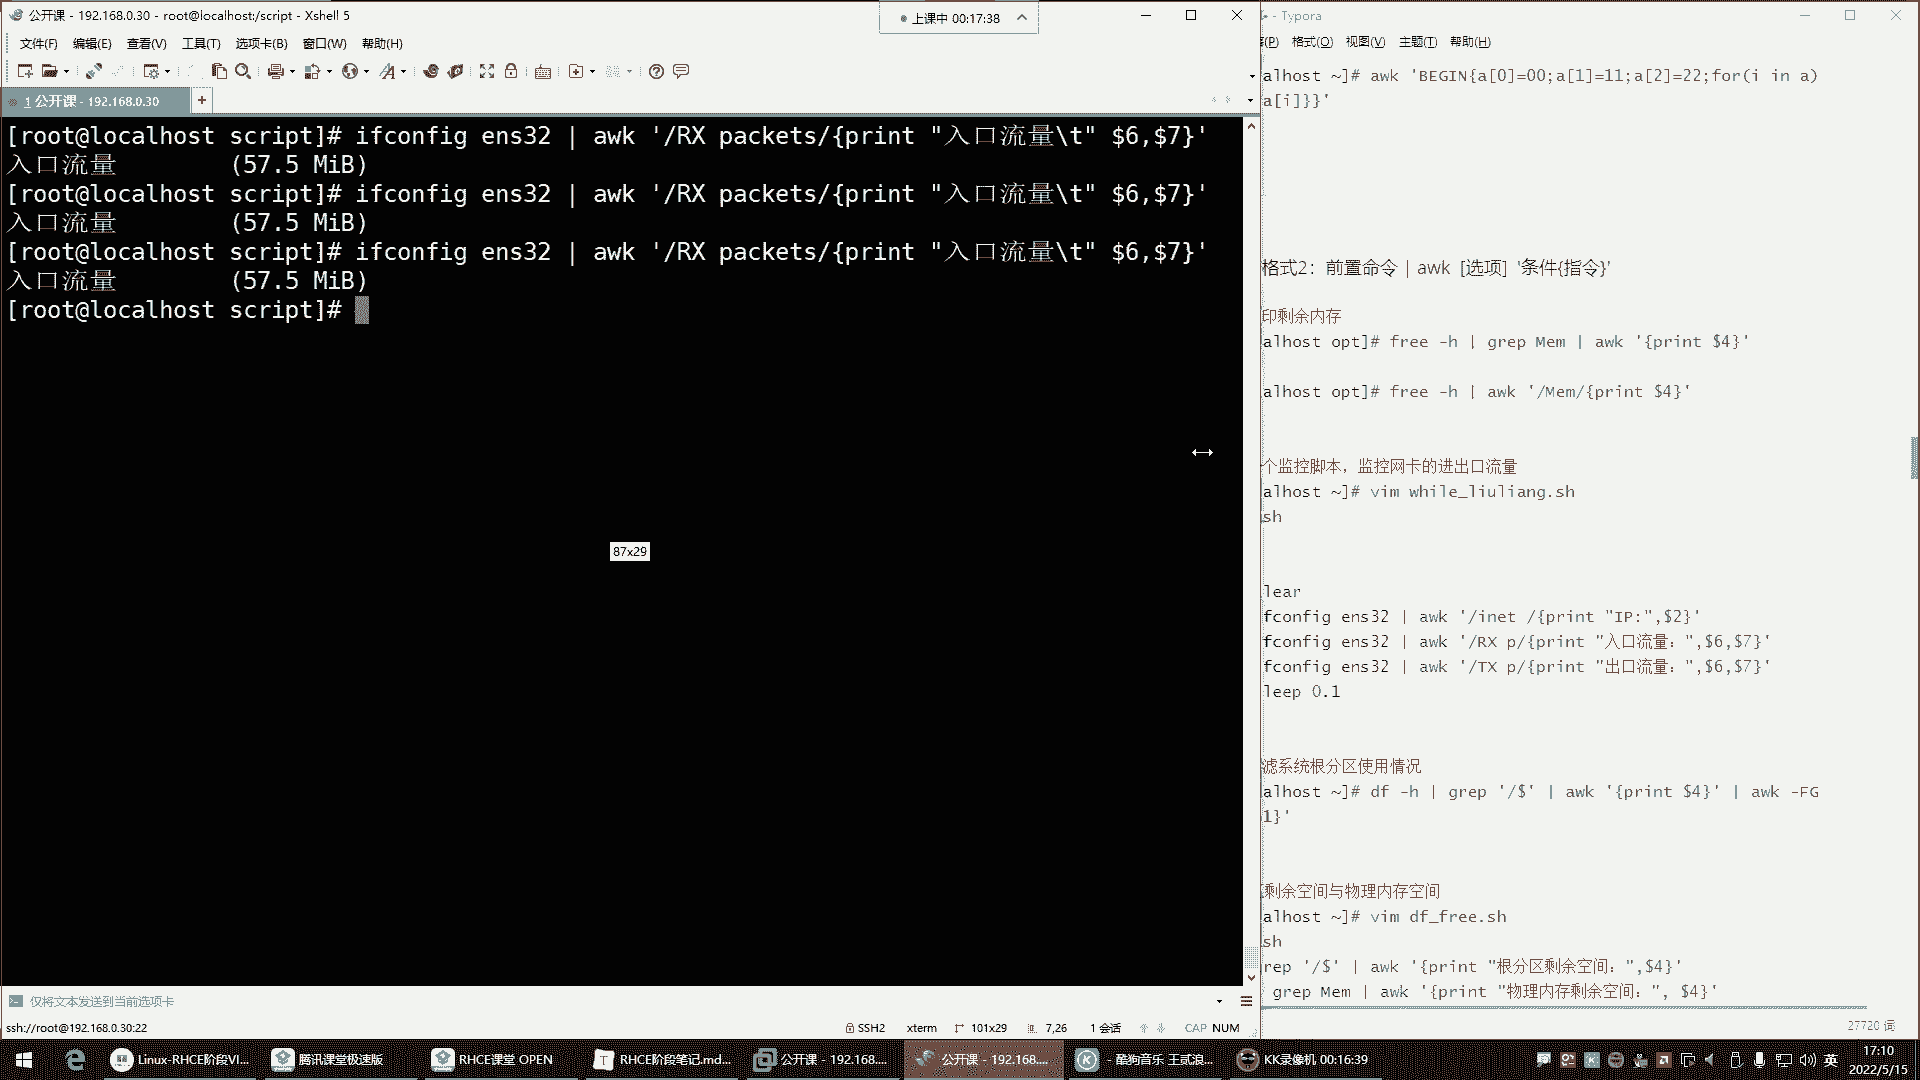 公开课 - 192.168.0.30 - root@localhost:/script - Xshell 5
上课中 00:17:38
- Typora
文件(F) 编辑(E) 查看(V) 工具(T) 选项卡(B) 窗口(W) 帮助(H)
(P) 格式(O) 视图(V) 主题(T) 帮助(H)
1 公开课 - 192.168.0.30
[root@localhost script]# ifconfig ens32 | awk '/RX packets/{print "入口流量\t" $6,$7}'
入口流量 (57.5 MiB)
[root@localhost script]# ifconfig ens32 | awk '/RX packets/{print "入口流量\t" $6,$7}'
入口流量 (57.5 MiB)
[root@localhost script]# ifconfig ens32 | awk '/RX packets/{print "入口流量\t" $6,$7}'
入口流量 (57.5 MiB)
[root@localhost script]#
87x29
仅将文本发送到当前选项卡
ssh://root@192.168.0.30:22
SSH2 xterm 101x29 7,26 1 会话 CAP NUM
alhost ~]# awk 'BEGIN{a[0]=00;a[1]=11;a[2]=22;for(i in a)
a[i]}}'
格式2：前置命令 | awk [选项] '条件{指令}'
印剩余内存
alhost opt]# free -h | grep Mem | awk '{print $4}'
alhost opt]# free -h | awk '/Mem/{print $4}'
个监控脚本，监控网卡的进出口流量
alhost ~]# vim while_liuliang.sh
sh
lear
fconfig ens32 | awk '/inet /{print "IP:",$2}'
fconfig ens32 | awk '/RX p/{print "入口流量：",$6,$7}'
fconfig ens32 | awk '/TX p/{print "出口流量：",$6,$7}'
leep 0.1
滤系统根分区使用情况
alhost ~]# df -h | grep '/$' | awk '{print $4}' | awk -FG
1}'
剩余空间与物理内存空间
alhost ~]# vim df_free.sh
sh
rep '/$' | awk '{print "根分区剩余空间：",$4}'
grep Mem | awk '{print "物理内存剩余空间：", $4}'
27720 词
Linux-RHCE阶段VI... 腾讯课堂极速版 RHCE课堂 OPEN RHCE阶段笔记.md... 公开课 - 192.168.... 公开课 - 192.168.... - 酷狗音乐 王贰浪... KK录像机 00:16:39 英
17:10
2022/5/15